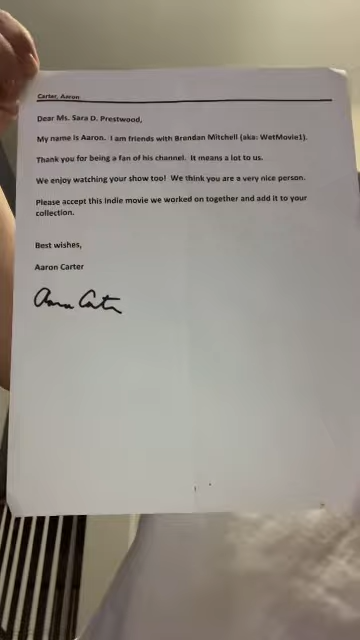 Carter, Aaron
Dear Ms. Sara D. Prestwood,
My name is Aaron. I am friends with Brandan Mitchell (aka: WetMovie1).
Thank you for being a fan of his channel. It means a lot to us.
We enjoy watching your show too! We think you are a very nice person.
Please accept this indie movie we worked on together and add it to your
collection.
Best wishes,
Aaron Carter
Aaron Carter